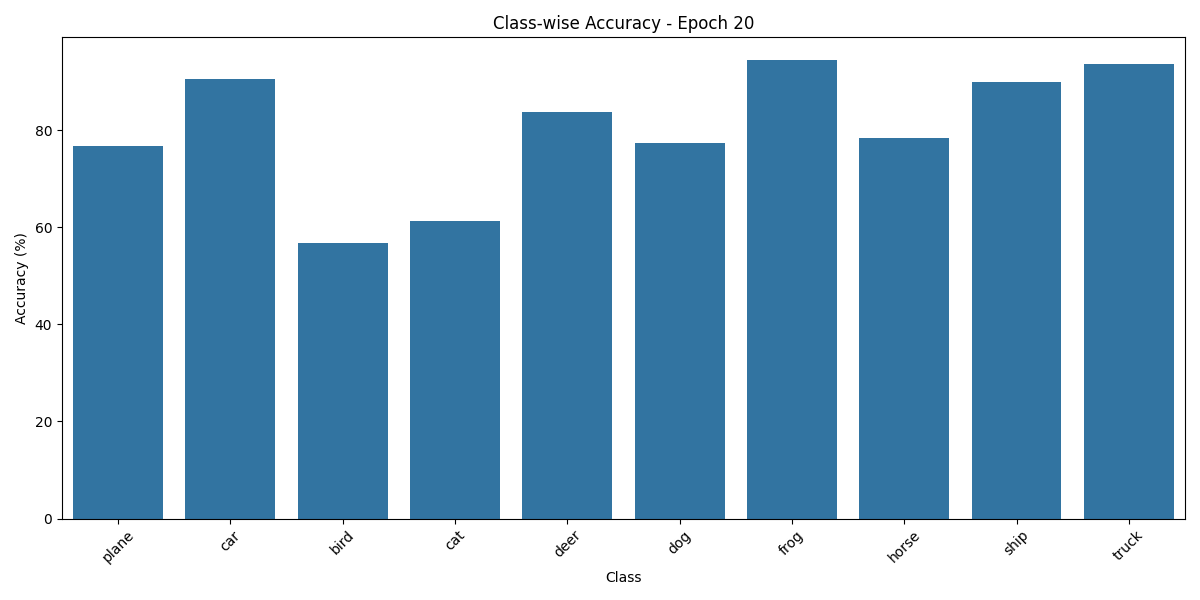 Class-wise Accuracy - Epoch 20
Accuracy (%)
80
60
40
20
0
plane
car
bird
cat
deer
dog
frog
horse
ship
truck
Class